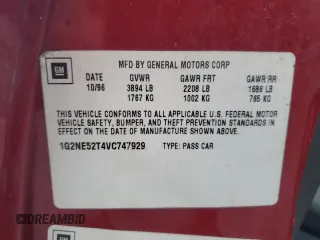 GM
MFD BY GENERAL MOTORS CORP
DATE GVWR GAWR FRT GAWR RR
10/96 3894 LB 2208 LB 1686 LB
1767 KG 1002 KG 765 KG
GM
THIS VEHICLE CONFORMS TO ALL APPLICABLE U.S. FEDERAL MOTOR
VEHICLE SAFETY, BUMPER, AND THEFT STANDARDS IN EFFECT ON THE
DATE OF MANUFACTURE SHOWN ABOVE.
1G2NE52T4VC747929 TYPE: PASS CAR
GM